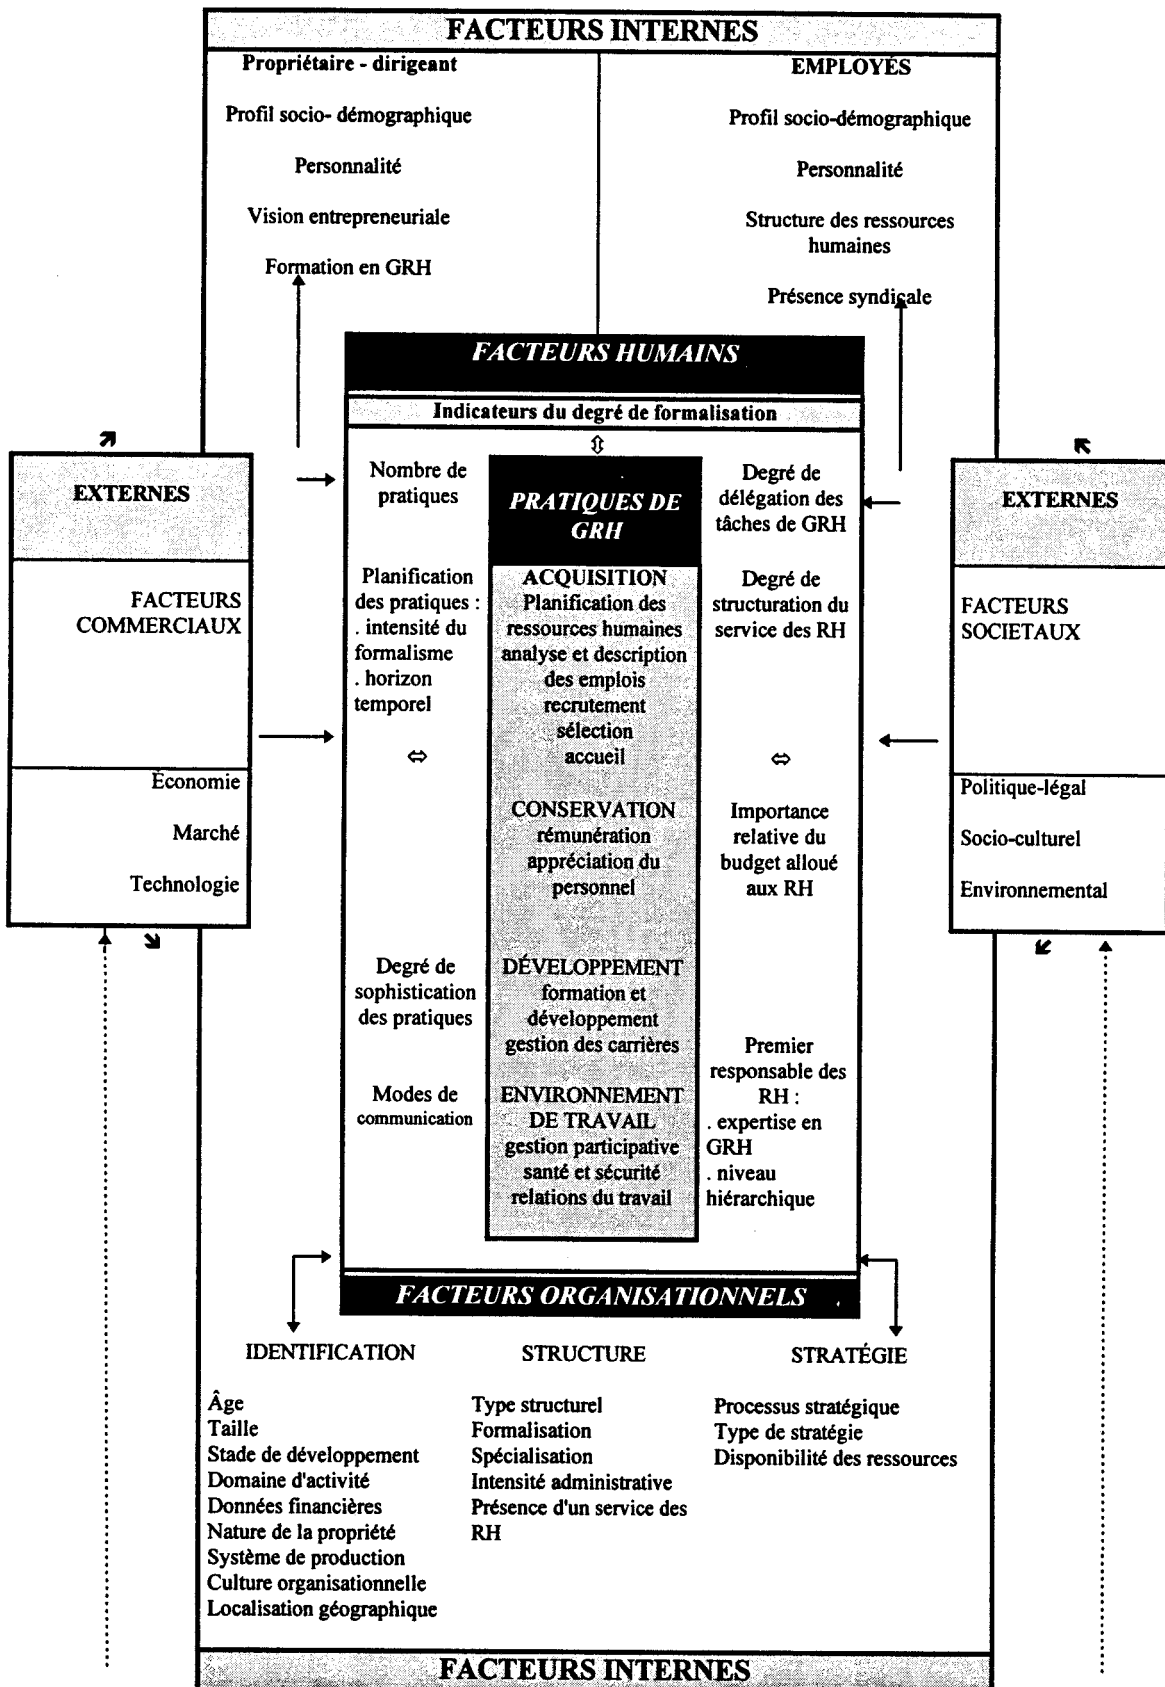 FACTEURS INTERNES
Propriétaire - dirigeant
Profil socio- démographique
Personnalité
Vision entrepreneuriale
Formation en GRH
EMPLOYÉS
Profil socio-démographique
Personnalité
Structure des ressources
humaines
Présence syndicale
FACTEURS HUMAINS
Indicateurs du degré de formalisation
EXTERNES
FACTEURS
COMMERCIAUX
Économie
Marché
Technologie
Nombre de
pratiques
Planification
des pratiques :
. intensité du
formalisme
. horizon
temporel
Degré de
sophistication
des pratiques
Modes de
communication
PRATIQUES DE
GRH
ACQUISITION
Planification des
ressources humaines
analyse et description
des emplois
recrutement
sélection
accueil
CONSERVATION
rémunération
appréciation du
personnel
DÉVELOPPEMENT
formation et
développement
gestion des carrières
ENVIRONNEMENT
DE TRAVAIL
gestion participative
santé et sécurité
relations du travail
Degré de
délégation des
tâches de GRH
Degré de
structuration du
service des RH
Importance
relative du
budget alloué
aux RH
Premier
responsable des
RH :
. expertise en
GRH
. niveau
hiérarchique
EXTERNES
FACTEURS
SOCIETAUX
Politique-légal
Socio-culturel
Environnemental
FACTEURS ORGANISATIONNELS
IDENTIFICATION
Âge
Taille
Stade de développement
Domaine d'activité
Données financières
Nature de la propriété
Système de production
Culture organisationnelle
Localisation géographique
STRUCTURE
Type structurel
Formalisation
Spécialisation
Intensité administrative
Présence d'un service des
RH
STRATÉGIE
Processus stratégique
Type de stratégie
Disponibilité des ressources
FACTEURS INTERNES